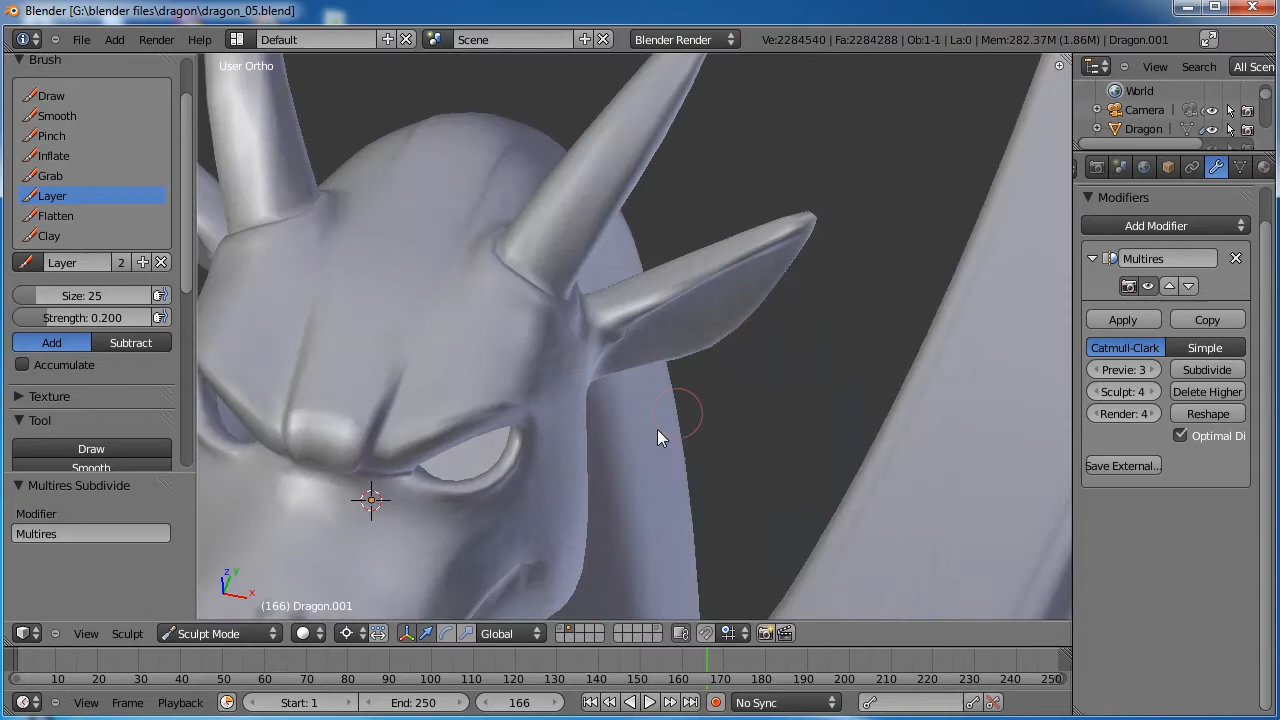 Blender [G:\blender files\dragon\dragon_05.blend]
File Add Render Help Default Scene Blender Render Ve:2284540 | Fa:2284288 | Ob:1-1 | La:0 | Mem:282.37M (1.86M) | Dragon.001
Brush
Draw
Smooth
Pinch
Inflate
Grab
Layer
Flatten
Clay
Layer 2
Size: 25
Strength: 0.200
Add Subtract
Accumulate
Texture
Tool
Draw
Smooth
Multires Subdivide
Modifier
Multires
User Ortho
z y x
(166) Dragon.001
View Search All Scen
World
Camera
Dragon
Modifiers
Add Modifier
Multires
Apply Copy
Catmull-Clark Simple
Previe: 3 Subdivide
Sculpt: 4 Delete Higher
Render: 4 Reshape
Optimal Di
Save External...
View Sculpt Sculpt Mode Global
10 20 30 40 50 60 70 80 90 100 110 120 130 140 150 160 170 180 190 200 210 220 230 240 250
View Frame Playback Start: 1 End: 250 166 No Sync